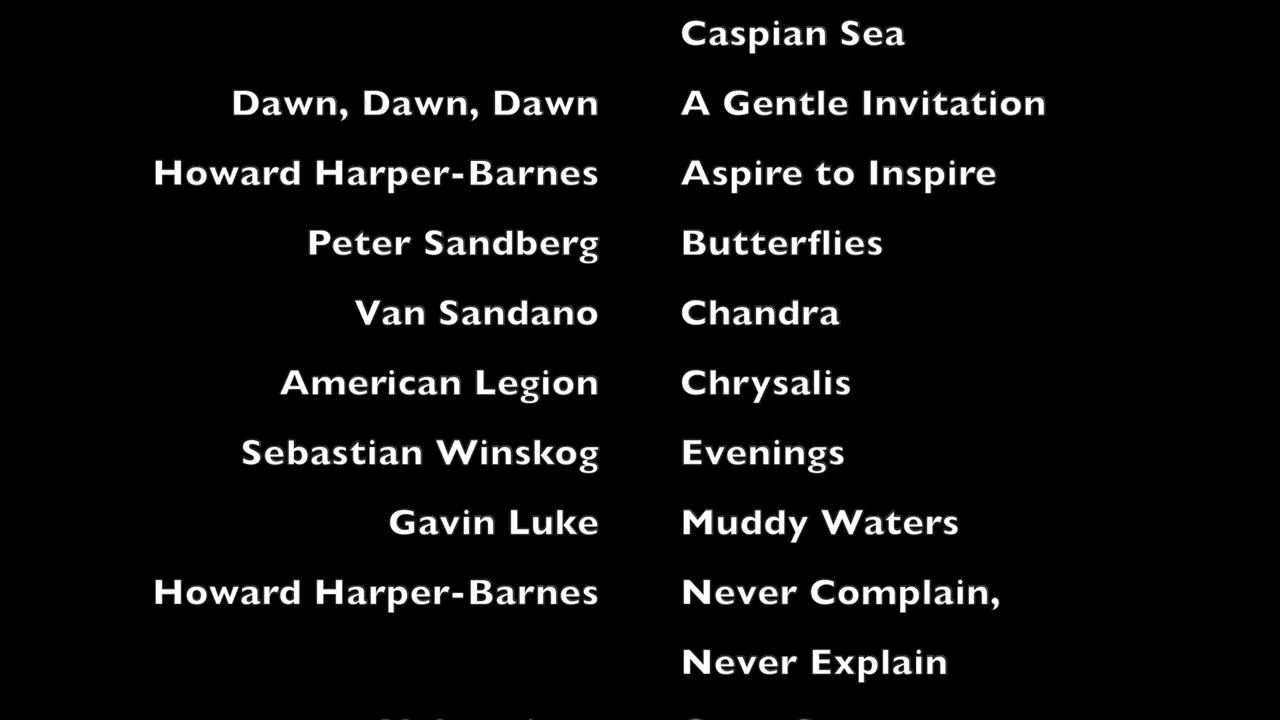 Caspian Sea
Dawn, Dawn, Dawn A Gentle Invitation
Howard Harper-Barnes Aspire to Inspire
Peter Sandberg Butterflies
Van Sandano Chandra
American Legion Chrysalis
Sebastian Winskog Evenings
Gavin Luke Muddy Waters
Howard Harper-Barnes Never Complain,
Never Explain